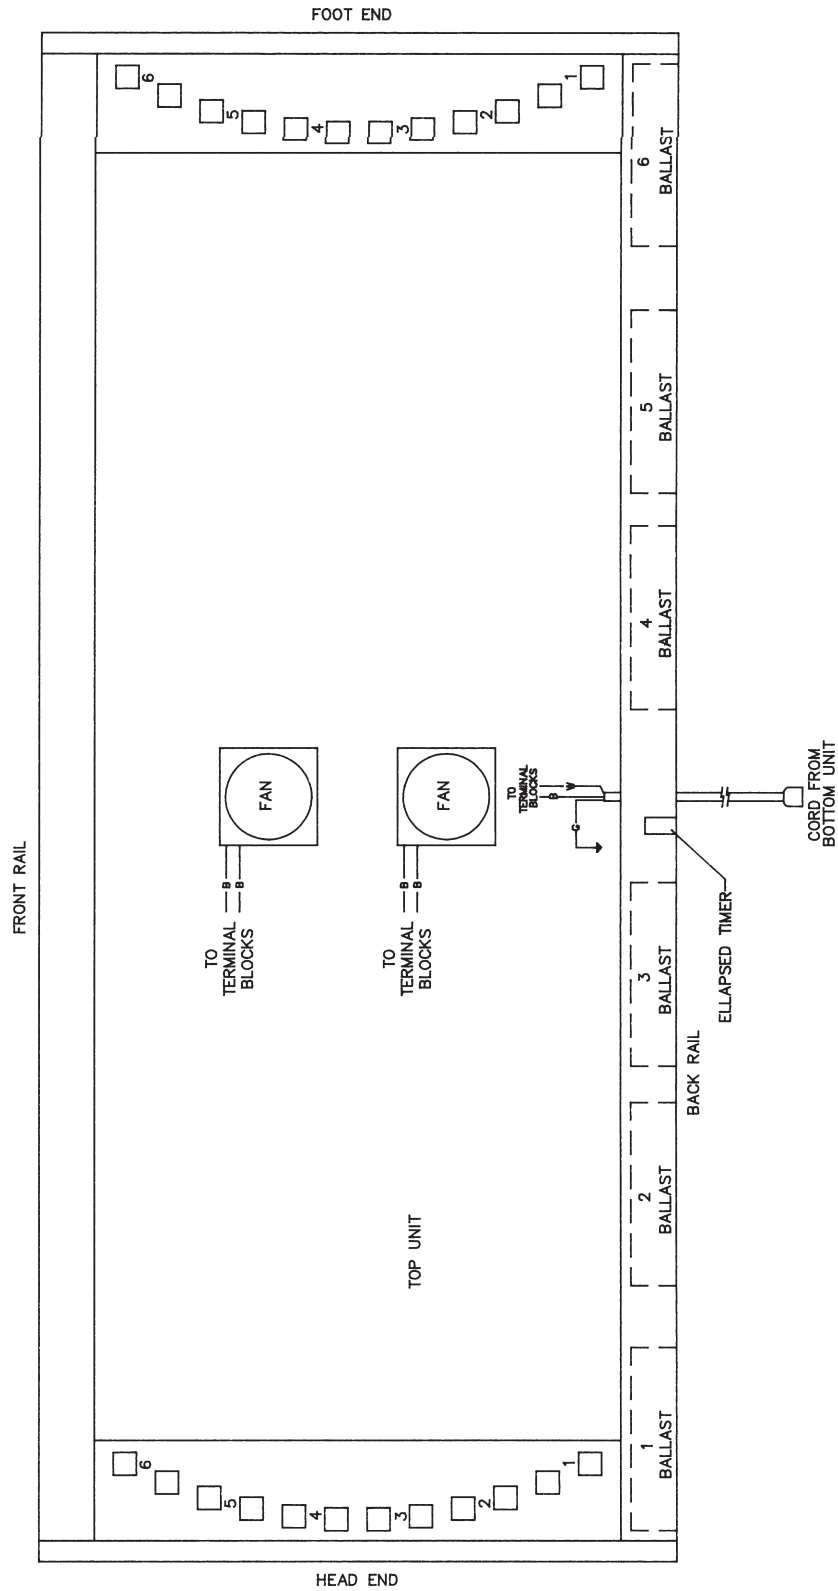 FOOT END
6
5
4
3
2
1
6
BALLAST
5
BALLAST
4
BALLAST
FRONT RAIL
FAN
B
B
TO
TERMINAL
BLOCKS
FAN
B
B
TO
TERMINAL
BLOCKS
TO
TERMINAL
BLOCKS
W
B
G
CORD FROM
BOTTOM UNIT
ELLAPSED TIMER
3
BALLAST
BACK RAIL
2
BALLAST
TOP UNIT
1
BALLAST
6
5
4
3
2
1
HEAD END